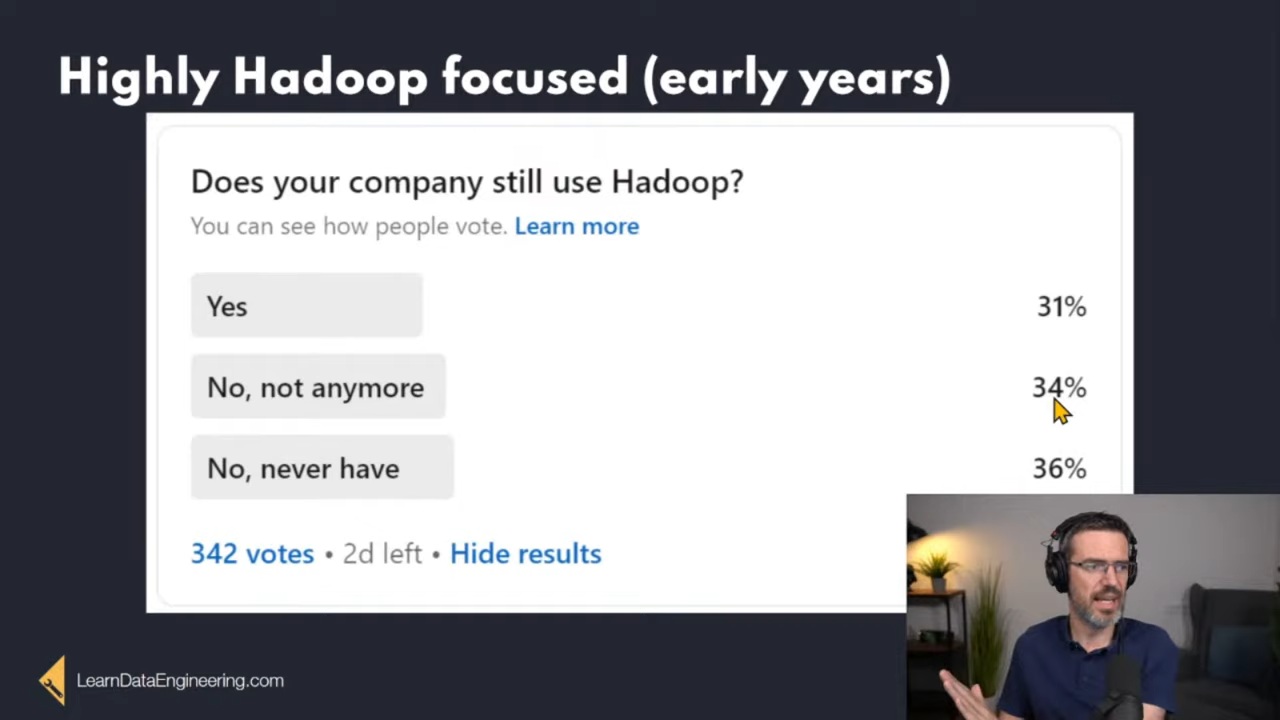 Highly Hadoop focused (early years)
Does your company still use Hadoop?
You can see how people vote. Learn more
Yes 31%
No, not anymore 34%
No, never have 36%
342 votes • 2d left • Hide results
LearnDataEngineering.com